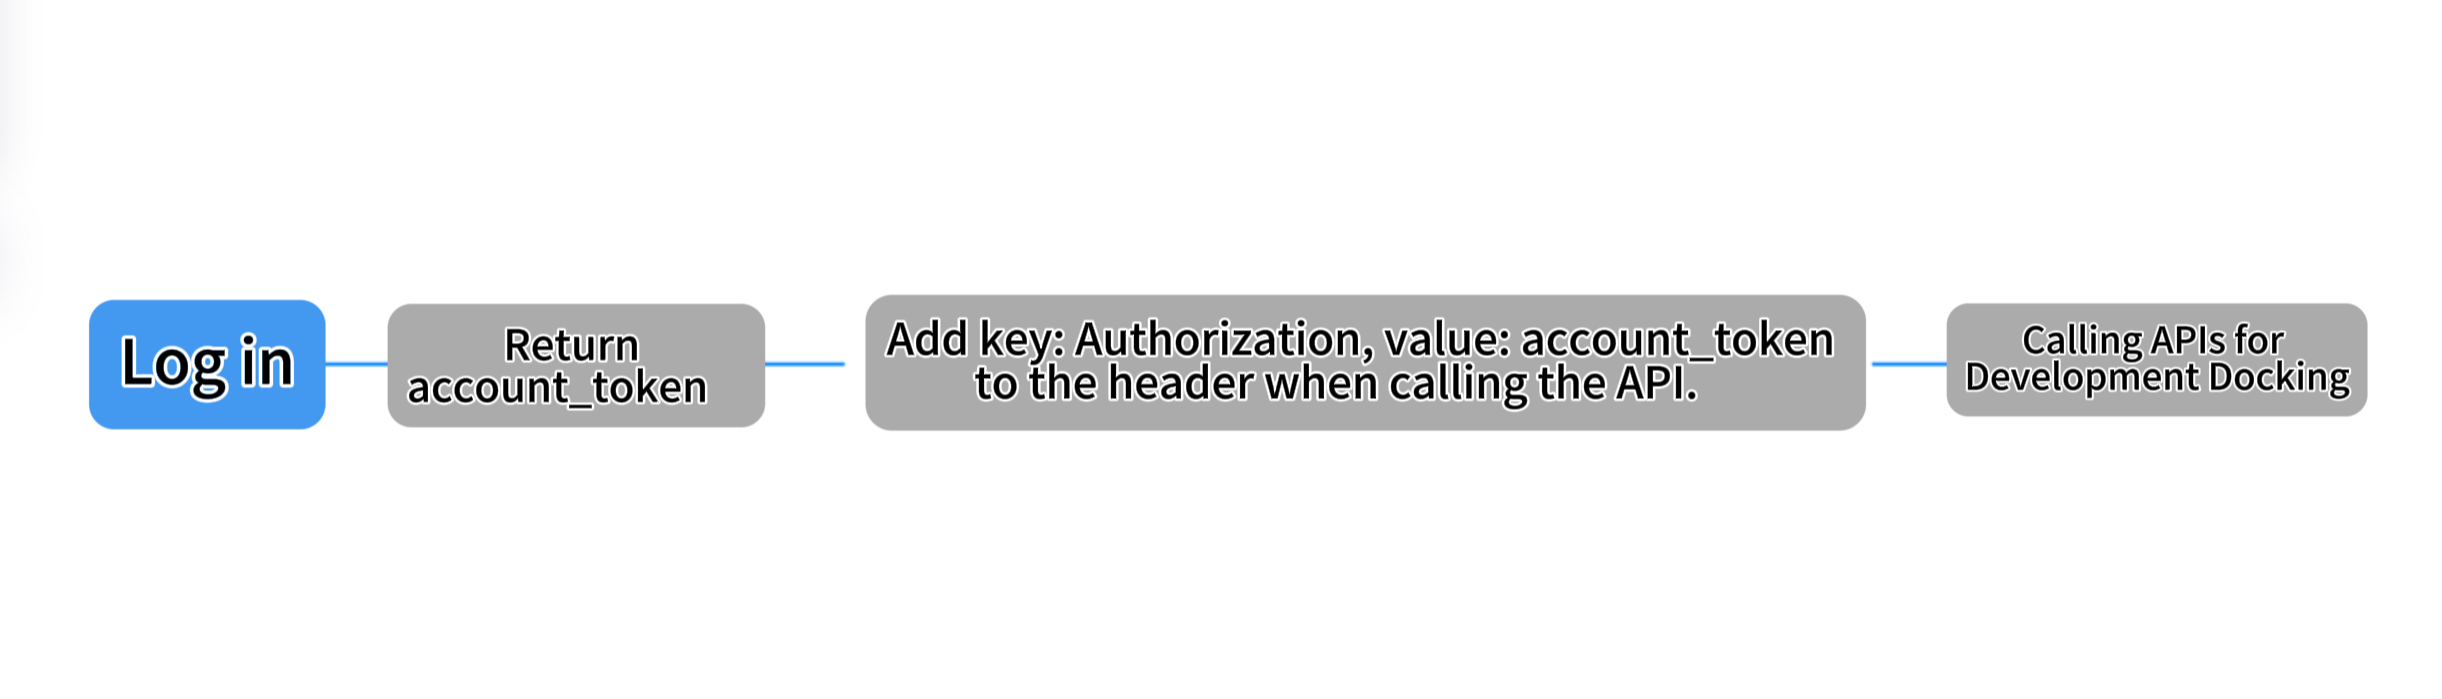 Log in
Return
account_token
Add key: Authorization, value: account_token
to the header when calling the API.
Calling APIs for
Development Docking